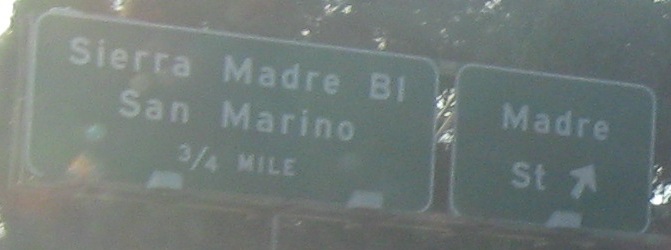 Sierra Madre Bl
San Marino
3/4 MILE
Madre
St